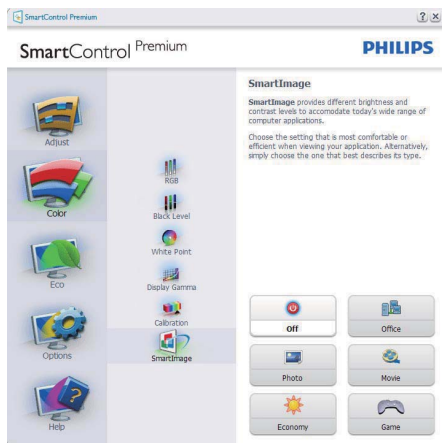 SmartControl Premium
? x
SmartControl Premium
PHILIPS
Adjust
Color
Eco
Options
Help
RGB
Black Level
White Point
Display Gamma
Calibration
SmartImage
SmartImage
SmartImage provides different brightness and
contrast levels to accomodate today's wide range of
computer applications.
Choose the setting that is most comfortable or
efficient when viewing your application. Alternatively,
simply choose the one that best describes its type.
Off
Office
Photo
Movie
Economy
Game